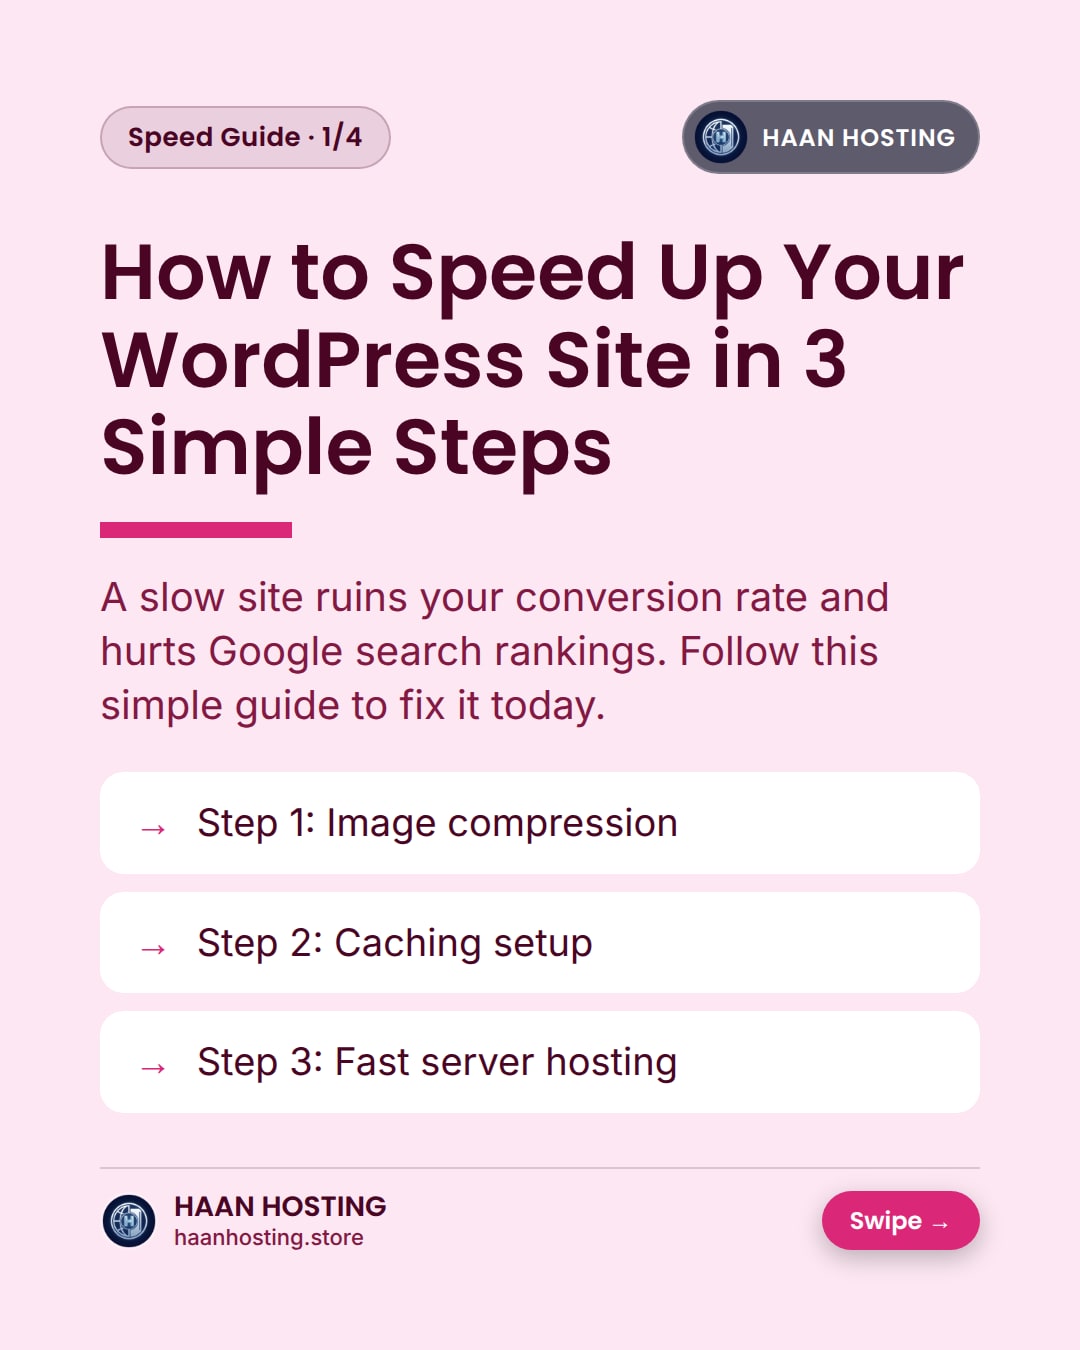 Speed Guide · 1/4
HAAN HOSTING
How to Speed Up Your
WordPress Site in 3
Simple Steps
A slow site ruins your conversion rate and
hurts Google search rankings. Follow this
simple guide to fix it today.
→ Step 1: Image compression
→ Step 2: Caching setup
→ Step 3: Fast server hosting
HAAN HOSTING
haanhosting.store
Swipe →